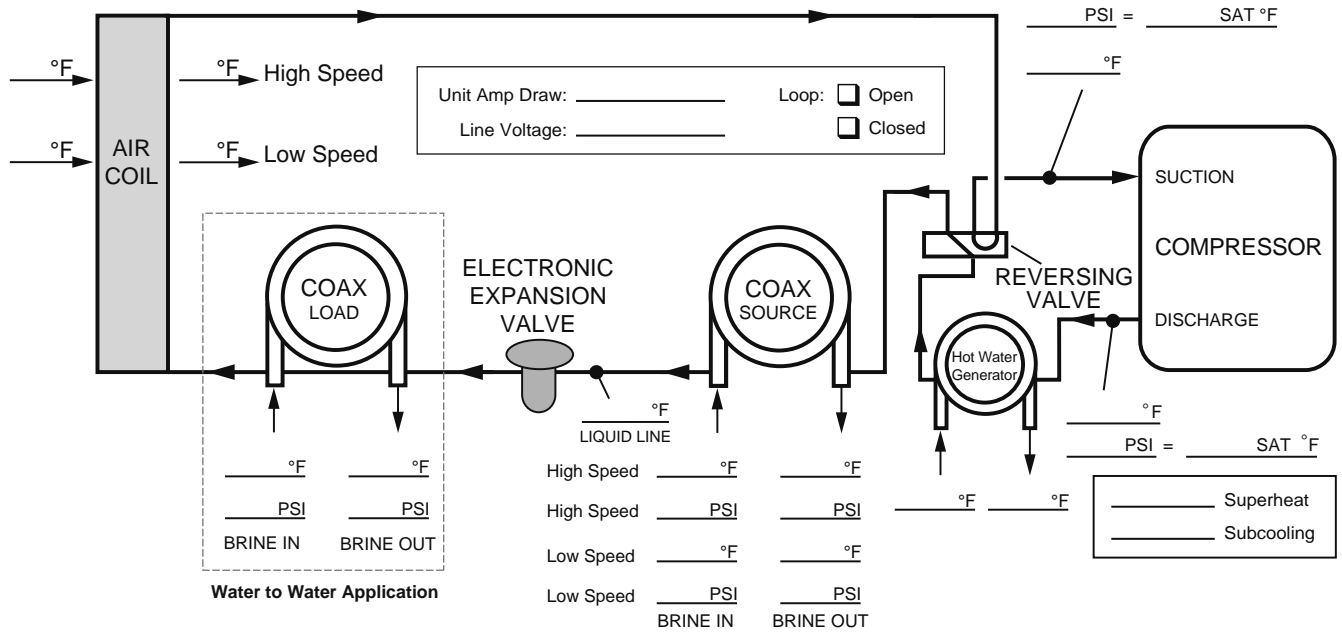 PSI = SAT °F
°F
°F °F High Speed
Unit Amp Draw: Loop: Open
Line Voltage: Closed
°F °F Low Speed
AIR
COIL
SUCTION
COMPRESSOR
DISCHARGE
REVERSING
VALVE
ELECTRONIC
EXPANSION
VALVE
COAX
LOAD
COAX
SOURCE
Hot Water
Generator
°F
LIQUID LINE
°F
PSI = SAT °F
°F °F
PSI PSI
BRINE IN BRINE OUT
Water to Water Application
High Speed °F °F
High Speed PSI PSI
Low Speed °F °F
Low Speed PSI PSI
BRINE IN BRINE OUT
°F °F
Superheat
Subcooling